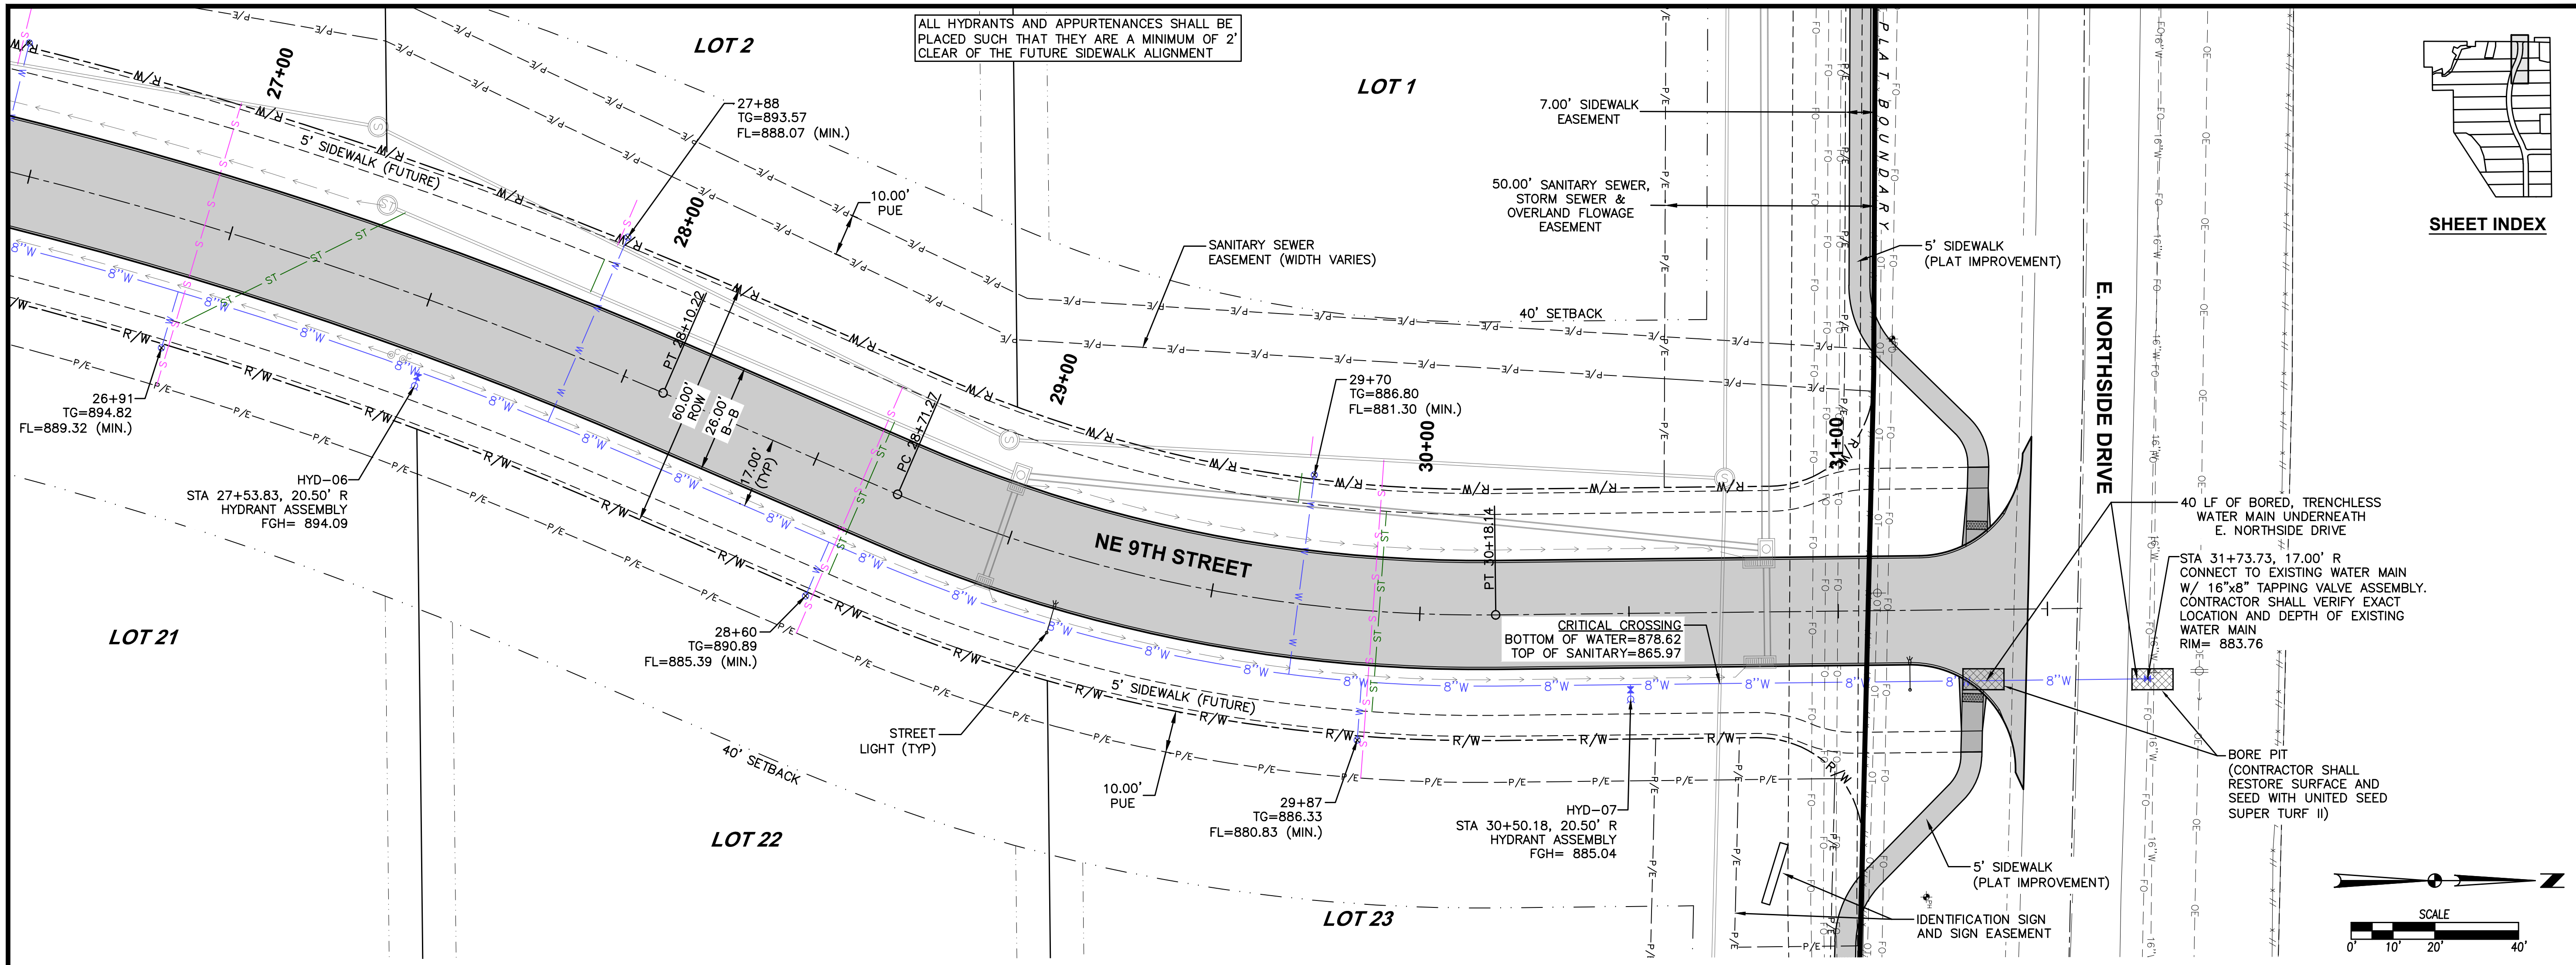 ALL HYDRANTS AND APPURTENANCES SHALL BE
PLACED SUCH THAT THEY ARE A MINIMUM OF 2'
CLEAR OF THE FUTURE SIDEWALK ALIGNMENT
LOT 2
LOT 1
27+00
28+00
29+00
30+00
31+00
27+88
TG=893.57
FL=888.07 (MIN.)
5' SIDEWALK (FUTURE)
10.00'
PUE
SANITARY SEWER
EASEMENT (WIDTH VARIES)
7.00' SIDEWALK
EASEMENT
50.00' SANITARY SEWER,
STORM SEWER &
OVERLAND FLOWAGE
EASEMENT
PLAT BOUNDARY
5' SIDEWALK
(PLAT IMPROVEMENT)
E. NORTHSIDE DRIVE
SHEET INDEX
40' SETBACK
PT 28+10.22
60.00'
ROW
26.00'
B-B
17.00'
(TYP)
PC 28+71.27
29+70
TG=886.80
FL=881.30 (MIN.)
26+91
TG=894.82
FL=889.32 (MIN.)
HYD-06
STA 27+53.83, 20.50' R
HYDRANT ASSEMBLY
FGH= 894.09
NE 9TH STREET
PT 30+18.14
CRITICAL CROSSING
BOTTOM OF WATER=878.62
TOP OF SANITARY=865.97
40 LF OF BORED, TRENCHLESS
WATER MAIN UNDERNEATH
E. NORTHSIDE DRIVE
STA 31+73.73, 17.00' R
CONNECT TO EXISTING WATER MAIN
W/ 16"x8" TAPPING VALVE ASSEMBLY.
CONTRACTOR SHALL VERIFY EXACT
LOCATION AND DEPTH OF EXISTING
WATER MAIN
RIM= 883.76
LOT 21
28+60
TG=890.89
FL=885.39 (MIN.)
STREET
LIGHT (TYP)
5' SIDEWALK (FUTURE)
40' SETBACK
10.00'
PUE
29+87
TG=886.33
FL=880.83 (MIN.)
HYD-07
STA 30+50.18, 20.50' R
HYDRANT ASSEMBLY
FGH= 885.04
BORE PIT
(CONTRACTOR SHALL
RESTORE SURFACE AND
SEED WITH UNITED SEED
SUPER TURF II)
LOT 22
LOT 23
5' SIDEWALK
(PLAT IMPROVEMENT)
IDENTIFICATION SIGN
AND SIGN EASEMENT
SCALE
0' 10' 20' 40'